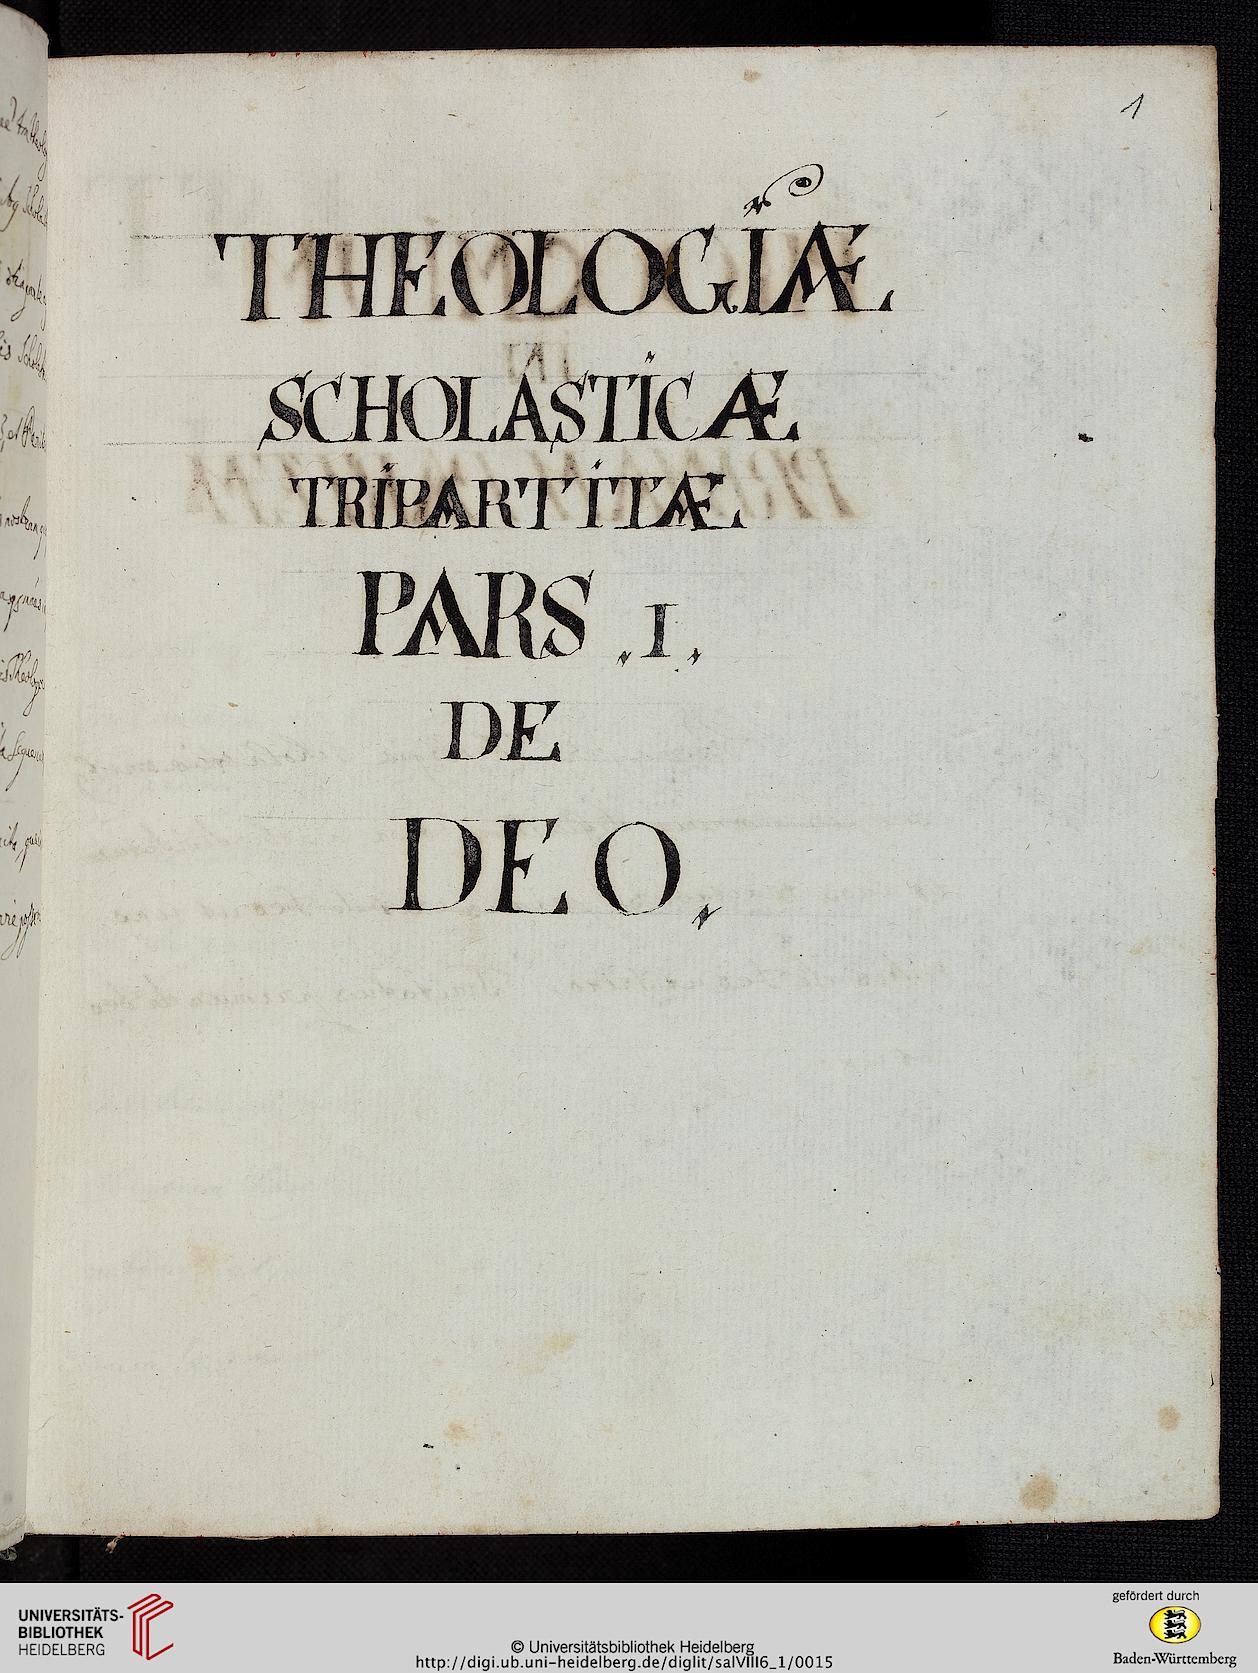 1
THEOLOGIÆ
SCHOLASTICÆ
TRIPARTITÆ
PARS .I.
DE
DEO.
UNIVERSITÄTS-
BIBLIOTHEK
HEIDELBERG
© Universitätsbibliothek Heidelberg
http://digi.ub.uni-heidelberg.de/diglit/salVIII6_1/0015
gefördert durch
Baden-Württemberg